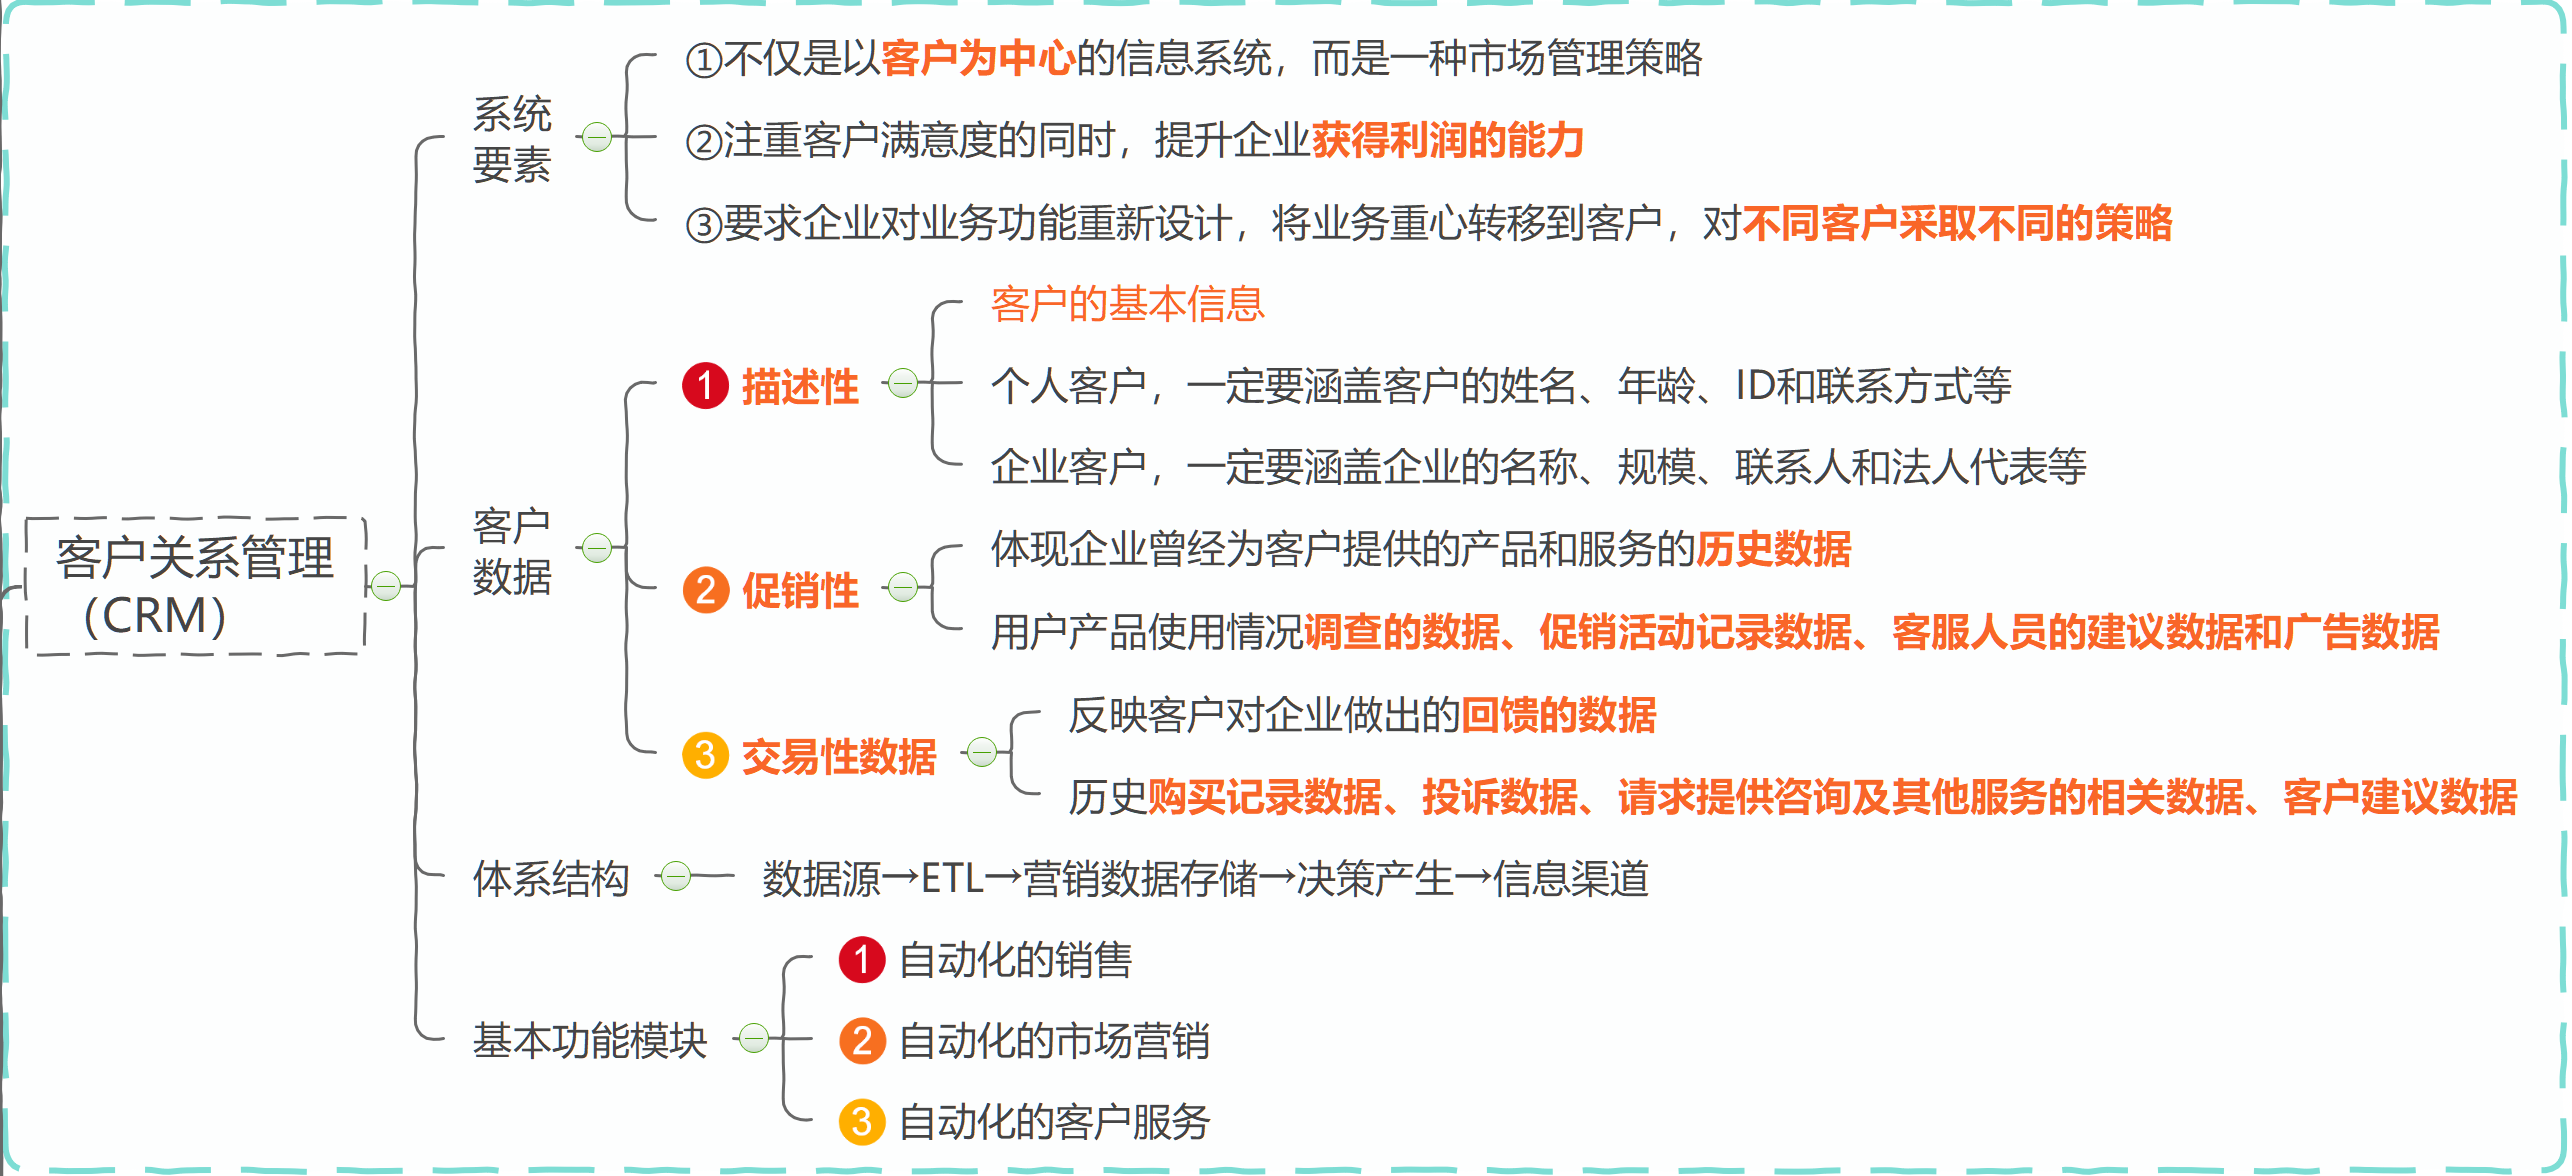 客户关系管理
（CRM）
系统
要素
①不仅是以客户为中心的信息系统，而是一种市场管理策略
②注重客户满意度的同时，提升企业获得利润的能力
③要求企业对业务功能重新设计，将业务重心转移到客户，对不同客户采取不同的策略
客户
数据
1 描述性
客户的基本信息
个人客户，一定要涵盖客户的姓名、年龄、ID和联系方式等
企业客户，一定要涵盖企业的名称、规模、联系人和法人代表等
2 促销性
体现企业曾经为客户提供的产品和服务的历史数据
用户产品使用情况调查的数据、促销活动记录数据、客服人员的建议数据和广告数据
3 交易性数据
反映客户对企业做出的回馈的数据
历史购买记录数据、投诉数据、请求提供咨询及其他服务的相关数据、客户建议数据
体系结构
数据源→ETL→营销数据存储→决策产生→信息渠道
基本功能模块
1 自动化的销售
2 自动化的市场营销
3 自动化的客户服务